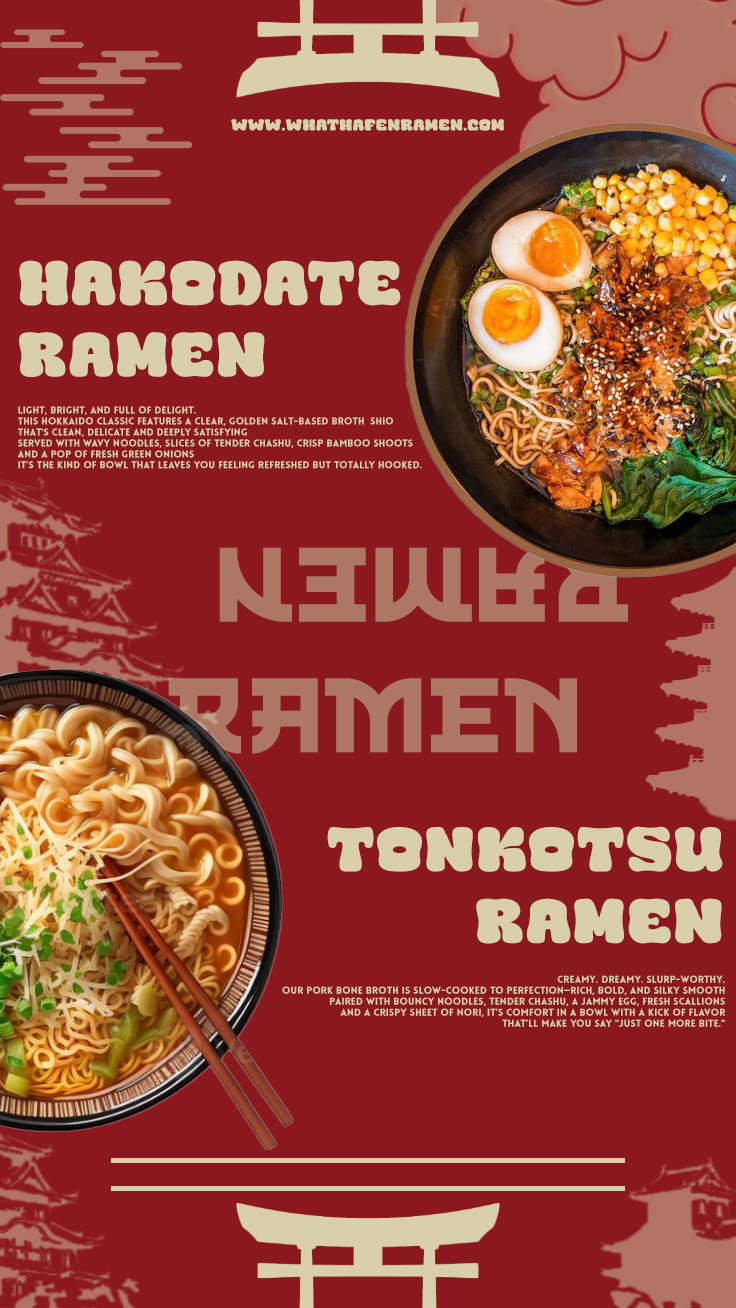 WWW.WHATHAFENRAMEN.COM
HAKODATE
RAMEN
LIGHT, BRIGHT, AND FULL OF DELIGHT.
THIS HOKKAIDO CLASSIC FEATURES A CLEAR, GOLDEN SALT-BASED BROTH SHIO
THAT'S CLEAN, DELICATE AND DEEPLY SATISFYING
SERVED WITH WAVY NOODLES, SLICES OF TENDER CHASHU, CRISP BAMBOO SHOOTS
AND A POP OF FRESH GREEN ONIONS
IT'S THE KIND OF BOWL THAT LEAVES YOU FEELING REFRESHED BUT TOTALLY HOOKED.
RAMEN
RAMEN
TONKOTSU
RAMEN
CREAMY. DREAMY. SLURP-WORTHY.
OUR PORK BONE BROTH IS SLOW-COOKED TO PERFECTION—RICH, BOLD, AND SILKY SMOOTH
PAIRED WITH BOUNCY NOODLES, TENDER CHASHU, A JAMMY EGG, FRESH SCALLIONS
AND A CRISPY SHEET OF NORI, IT'S COMFORT IN A BOWL WITH A KICK OF FLAVOR
THAT'LL MAKE YOU SAY "JUST ONE MORE BITE."